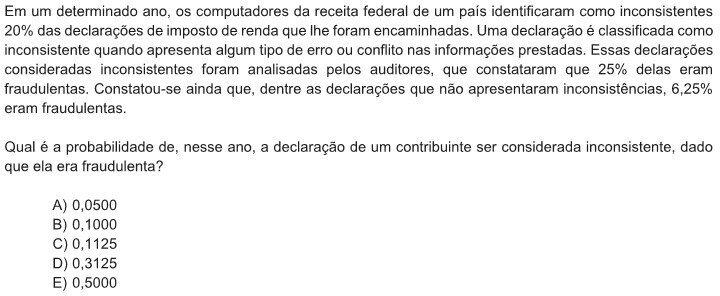 Em um determinado ano, os computadores da receita federal de um país identificaram como inconsistentes
20% das declarações de imposto de renda que lhe foram encaminhadas. Uma declaração é classificada como
inconsistente quando apresenta algum tipo de erro ou conflito nas informações prestadas. Essas declarações
consideradas inconsistentes foram analisadas pelos auditores, que constataram que 25% delas eram
fraudulentas. Constatou-se ainda que, dentre as declarações que não apresentaram inconsistências, 6,25%
eram fraudulentas.
Qual é a probabilidade de, nesse ano, a declaração de um contribuinte ser considerada inconsistente, dado
que ela era fraudulenta?
A) 0,0500
B) 0,1000
C) 0,1125
D) 0,3125
E) 0,5000